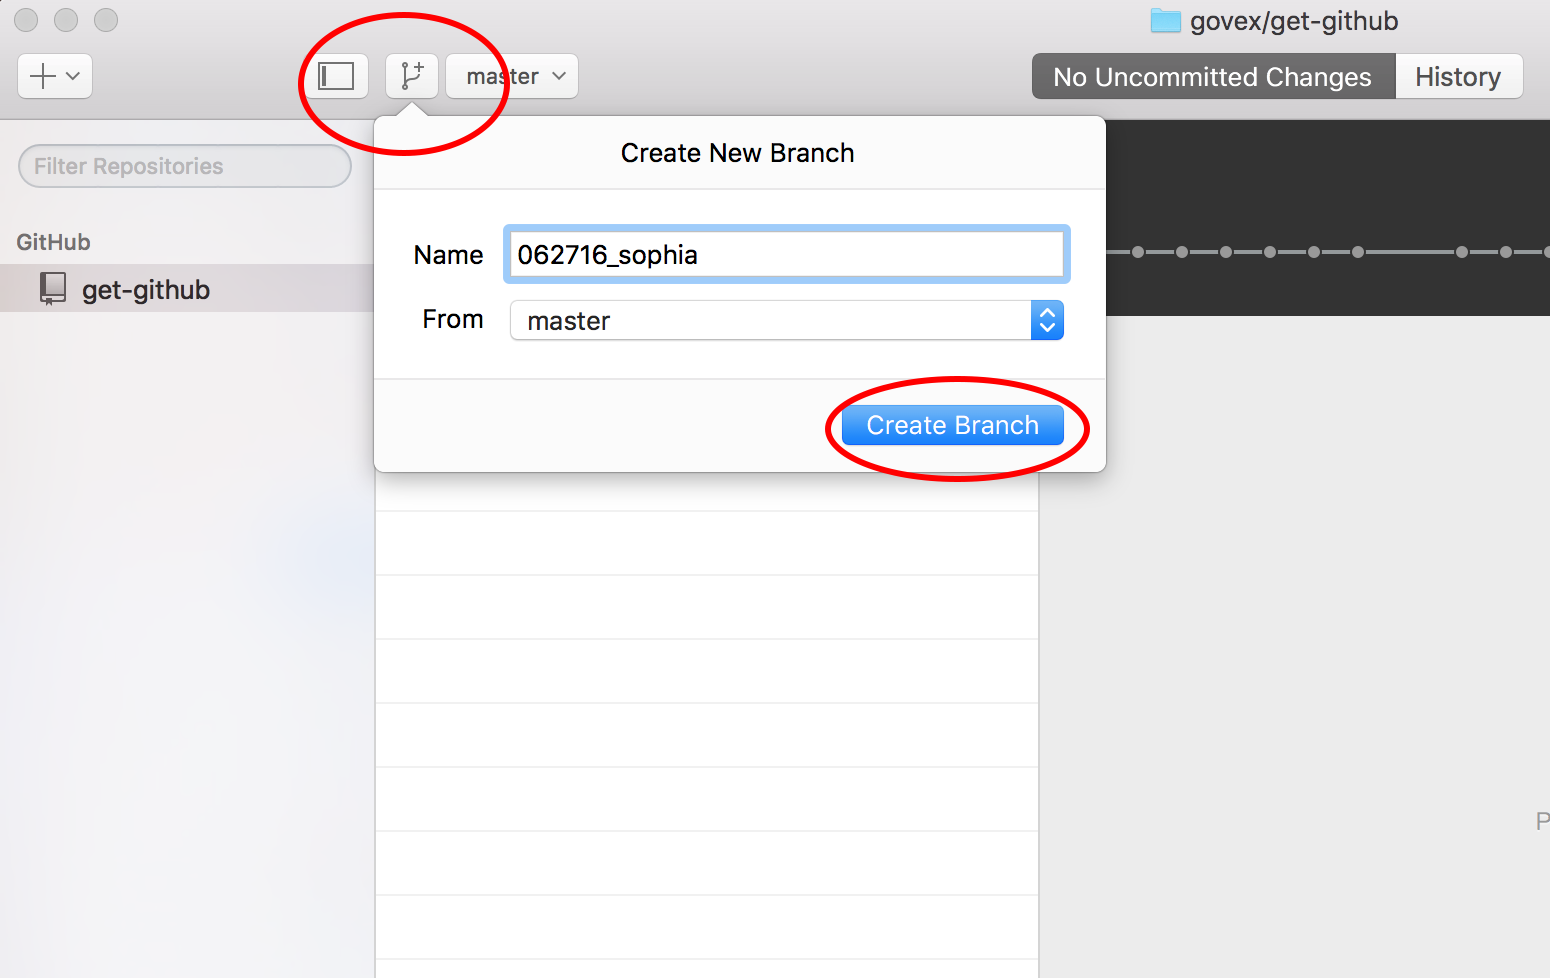 govex/get-github
master
No Uncommitted Changes
History
Create New Branch
Filter Repositories
GitHub
get-github
Name
062716_sophia
From
master
Create Branch
P